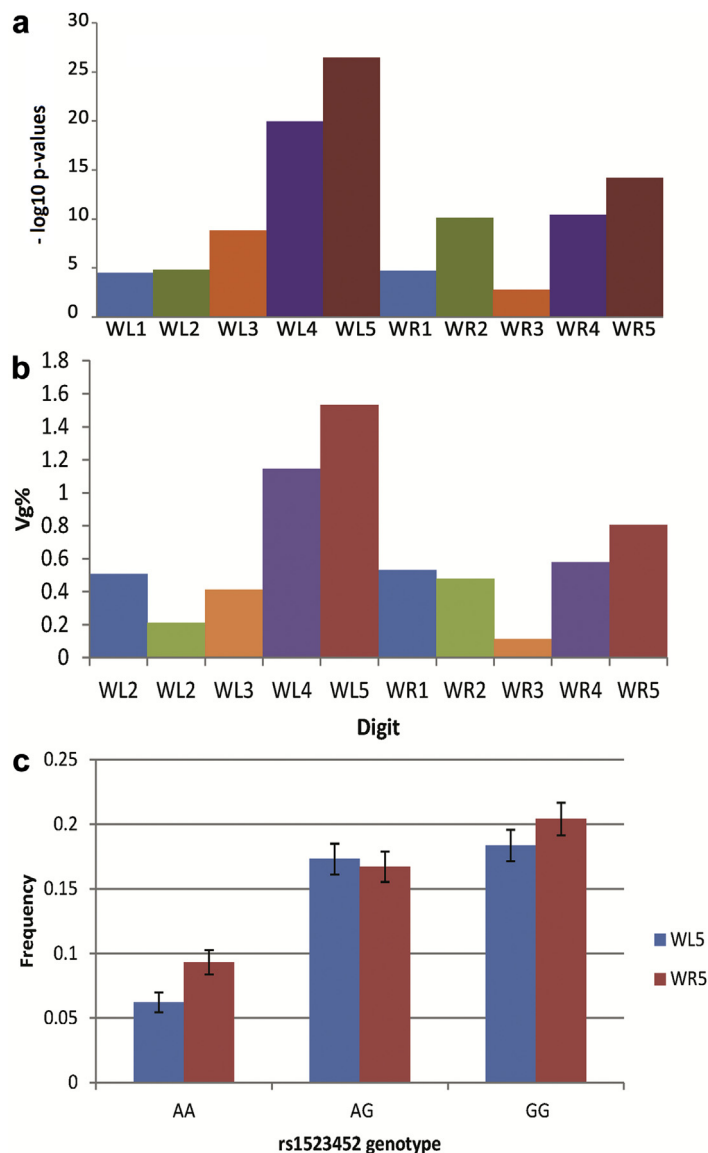 a
- log10 p-values
30
25
20
15
10
5
0
WL1 WL2 WL3 WL4 WL5 WR1 WR2 WR3 WR4 WR5
b
Vg%
1.8
1.6
1.4
1.2
1
0.8
0.6
0.4
0.2
0
WL2 WL2 WL3 WL4 WL5 WR1 WR2 WR3 WR4 WR5
Digit
c
Frequency
0.25
0.2
0.15
0.1
0.05
0
AA AG GG
rs1523452 genotype
WL5
WR5